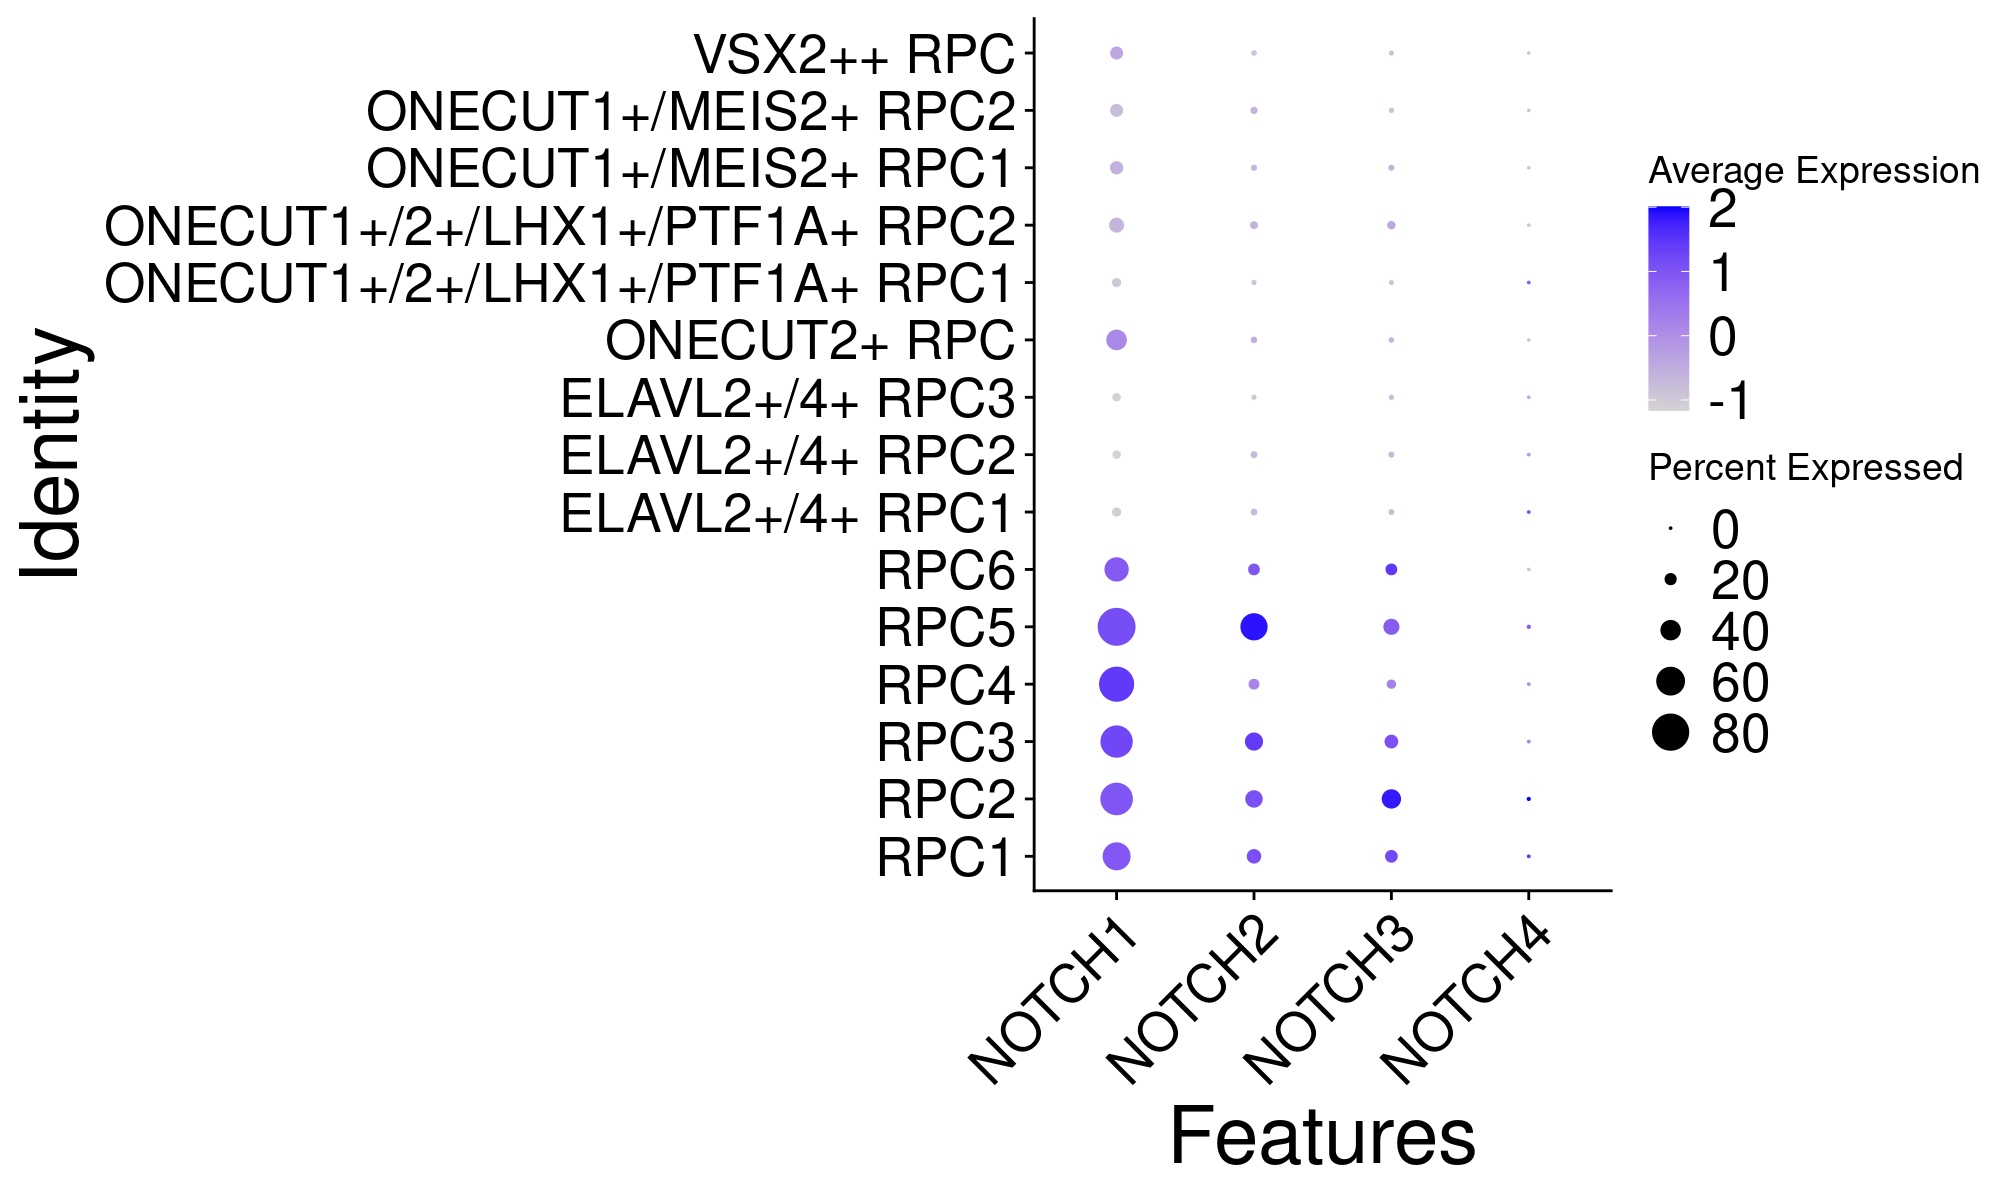 Identity
VSX2++ RPC
ONECUT1+/MEIS2+ RPC2
ONECUT1+/MEIS2+ RPC1
ONECUT1+/2+/LHX1+/PTF1A+ RPC2
ONECUT1+/2+/LHX1+/PTF1A+ RPC1
ONECUT2+ RPC
ELAVL2+/4+ RPC3
ELAVL2+/4+ RPC2
ELAVL2+/4+ RPC1
RPC6
RPC5
RPC4
RPC3
RPC2
RPC1
NOTCH1
NOTCH2
NOTCH3
NOTCH4
Features
Average Expression
2
1
0
-1
Percent Expressed
0
20
40
60
80